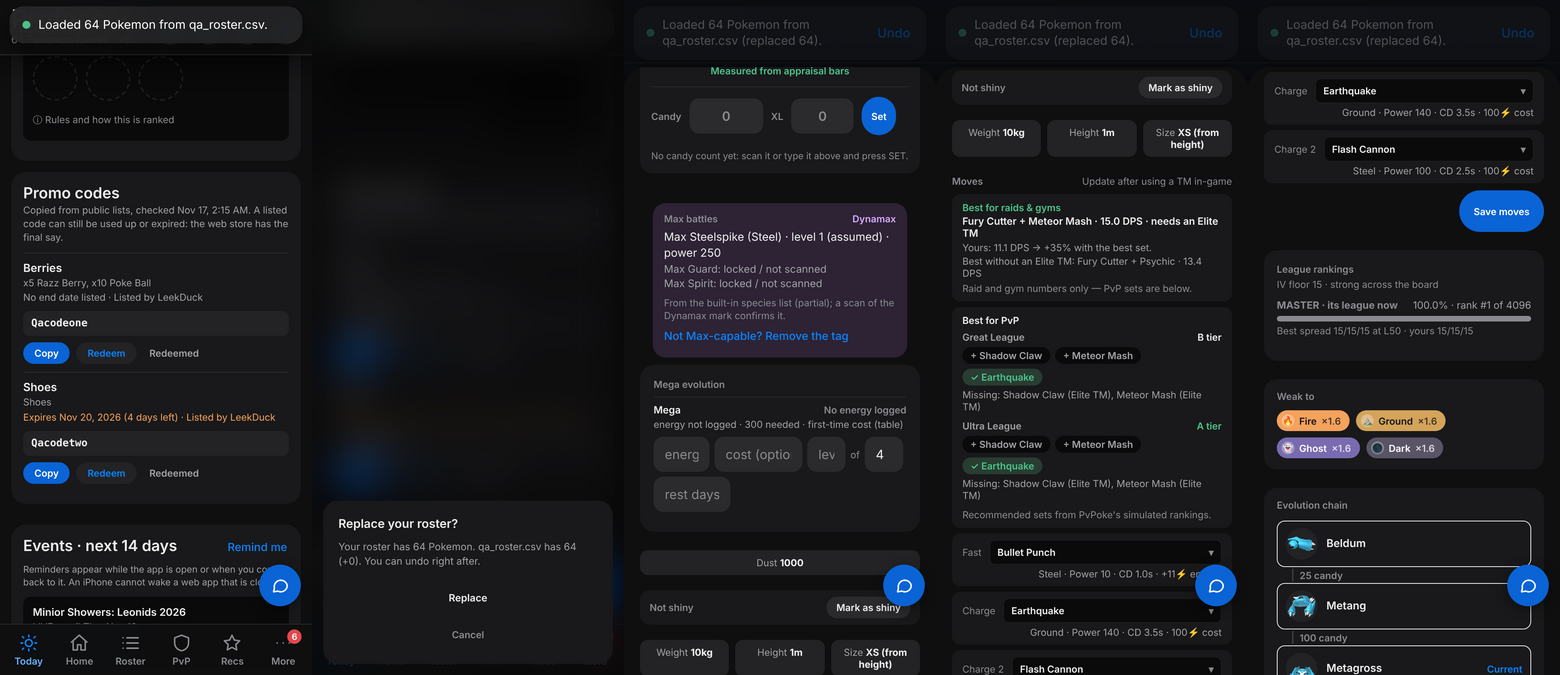 Loaded 64 Pokemon from qa_roster.csv.
ⓘ Rules and how this is ranked
Promo codes
Copied from public lists, checked Nov 17, 2:15 AM. A listed
code can still be used up or expired: the web store has the
final say.
Berries
x5 Razz Berry, x10 Poke Ball
No end date listed · Listed by LeekDuck
Qacodeone
Copy
Redeem
Redeemed
Shoes
Shoes
Expires Nov 20, 2026 (4 days left) · Listed by LeekDuck
Qacodetwo
Copy
Redeem
Redeemed
Events · next 14 days
Remind me
Reminders appear while the app is open or when you
back to it. An iPhone cannot wake a web app that is
Minior Showers: Leonids 2026
Today
Home
Roster
PvP
Recs
More
6
Replace your roster?
Your roster has 64 Pokemon. qa_roster.csv has 64
(+0). You can undo right after.
Replace
Cancel
Loaded 64 Pokemon from
qa_roster.csv (replaced 64).
Undo
Measured from appraisal bars
Candy
0
XL
0
Set
No candy count yet: scan it or type it above and press SET.
Max battles
Dynamax
Max Steelspike (Steel) · level 1 (assumed) ·
power 250
Max Guard: locked / not scanned
Max Spirit: locked / not scanned
From the built-in species list (partial); a scan of the
Dynamax mark confirms it.
Not Max-capable? Remove the tag
Mega evolution
Mega
No energy logged
energy not logged · 300 needed · first-time cost (table)
energ
cost (optio
lev
of
4
rest days
Dust 1000
Not shiny
Mark as shiny
Weight 10kg
Height 1m
Size XS (from
height)
Loaded 64 Pokemon from
qa_roster.csv (replaced 64).
Undo
Not shiny
Mark as shiny
Weight 10kg
Height 1m
Size XS (from
height)
Moves
Update after using a TM in-game
Best for raids & gyms
Fury Cutter + Meteor Mash · 15.0 DPS · needs an Elite
TM
Yours: 11.1 DPS → +35% with the best set.
Best without an Elite TM: Fury Cutter + Psychic · 13.4
DPS
Raid and gym numbers only — PvP sets are below.
Best for PvP
Great League
B tier
+ Shadow Claw
+ Meteor Mash
✓ Earthquake
Missing: Shadow Claw (Elite TM), Meteor Mash (Elite
TM)
Ultra League
A tier
+ Shadow Claw
+ Meteor Mash
✓ Earthquake
Missing: Shadow Claw (Elite TM), Meteor Mash (Elite
TM)
Recommended sets from PvPoke's simulated rankings.
Fast
Bullet Punch
Steel · Power 10 · CD 1.0s · +11⚡
Charge
Earthquake
Ground · Power 140 · CD 3.5s · 100⚡ cost
Charge 2
Flash Cannon
Loaded 64 Pokemon from
qa_roster.csv (replaced 64).
Undo
Charge
Earthquake
Ground · Power 140 · CD 3.5s · 100⚡ cost
Charge 2
Flash Cannon
Steel · Power 100 · CD 2.5s · 100⚡ cost
Save moves
League rankings
IV floor 15 · strong across the board
MASTER · its league now
100.0% · rank #1 of 4096
Best spread 15/15/15 at L50 · yours 15/15/15
Weak to
Fire ×1.6
Ground ×1.6
Ghost ×1.6
Dark ×1.6
Evolution chain
Beldum
25 candy
Metang
100 candy
Metagross
Current